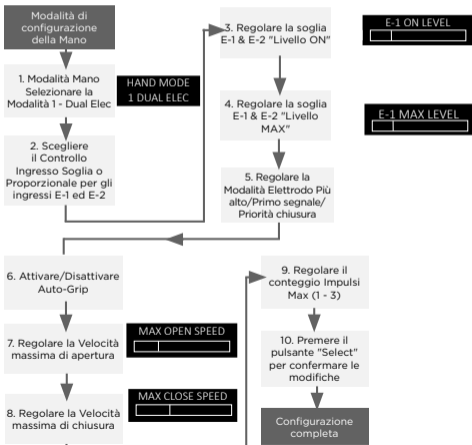 Modalità di
configurazione
della Mano
1. Modalità Mano
Selezionare la
Modalità 1 - Dual Elec
HAND MODE
1 DUAL ELEC
2. Scegliere
il Controllo
Ingresso Soglia o
Proporzionale per gli
ingressi E-1 ed E-2
3. Regolare la soglia
E-1 & E-2 "Livello ON"
E-1 ON LEVEL
4. Regolare la soglia
E-1 & E-2 "Livello
MAX"
E-1 MAX LEVEL
5. Regolare la
Modalità Elettrodo Più
alto/Primo segnale/
Priorità chiusura
6. Attivare/Disattivare
Auto-Grip
7. Regolare la Velocità
massima di apertura
MAX OPEN SPEED
8. Regolare la Velocità
massima di chiusura
MAX CLOSE SPEED
9. Regolare il
conteggio Impulsi
Max (1 - 3)
10. Premere il
pulsante "Select"
per confermare le
modifiche
Configurazione
completa